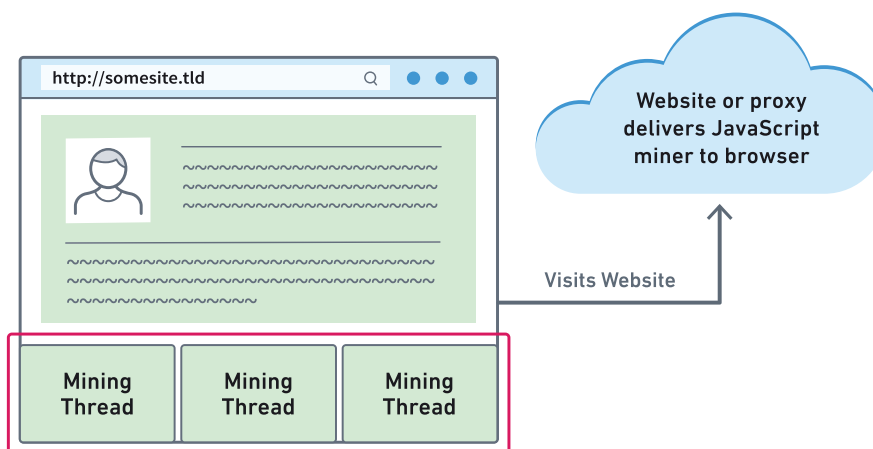 http://somesite.tld
Website or proxy
delivers JavaScript
miner to browser
Visits Website
Mining
Thread
Mining
Thread
Mining
Thread